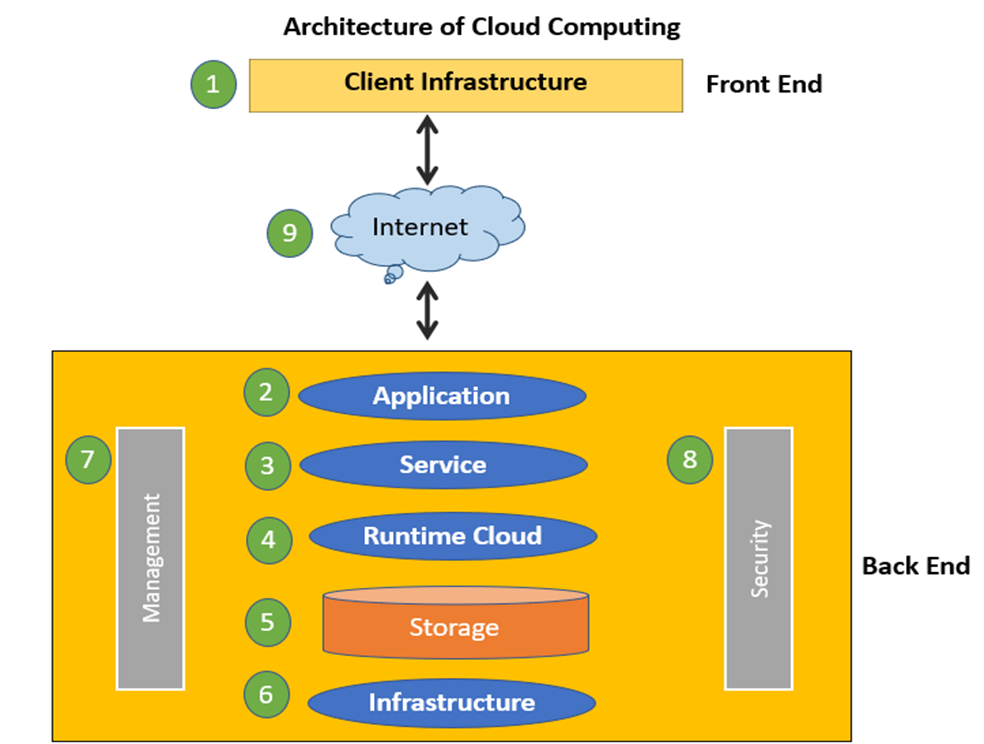 Architecture of Cloud Computing
1
Client Infrastructure
Front End
9
Internet
2
Application
7
Management
3
Service
8
Security
4
Runtime Cloud
Back End
5
Storage
6
Infrastructure